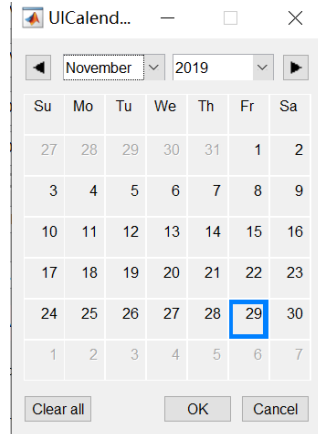 UICalend...
November 2019
Su Mo Tu We Th Fr Sa
27 28 29 30 31 1 2
3 4 5 6 7 8 9
10 11 12 13 14 15 16
17 18 19 20 21 22 23
24 25 26 27 28 29 30
1 2 3 4 5 6 7
Clear all OK Cancel